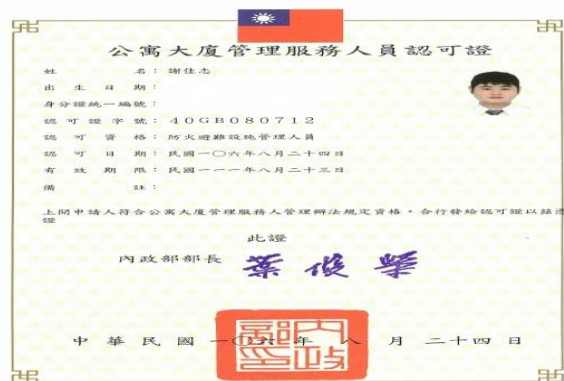 公寓大廈管理服務人員認可證
姓 名：謝佳志
出生日期：
身分證統一編號：
認可證字號：40GB080712
認可資格：防火避難設施管理人員
認可日期：民國一〇六年八月二十四日
有效期限：民國一一一年八月二十三日
備 註：
上開申請人符合公寓大廈管理服務人管理辦法規定資格，合行發給認可證以茲證
此證
內政部部長 葉俊榮
中華民國一〇六年八月二十四日
內政部印